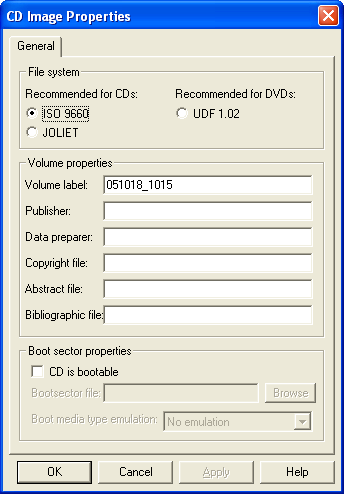 CD Image Properties
General
File system
Recommended for CDs: Recommended for DVDs:
ISO 9660 UDF 1.02
JOLIET
Volume properties
Volume label: 051018_1015
Publisher:
Data preparer:
Copyright file:
Abstract file:
Bibliographic file:
Boot sector properties
CD is bootable
Bootsector file: Browse
Boot media type emulation: No emulation
OK Cancel Apply Help